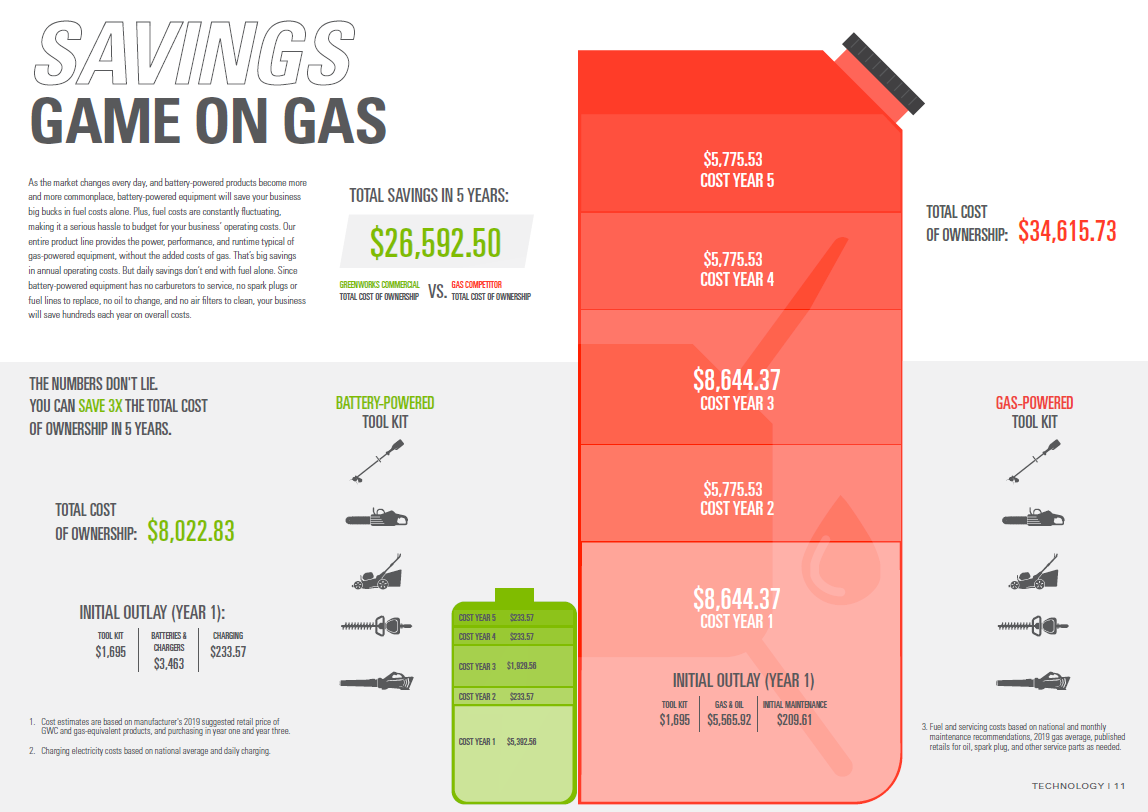 SAVINGS
GAME ON GAS
As the market changes every day, and battery-powered products become more
and more commonplace, battery-powered equipment will save your business
big bucks in fuel costs alone. Plus, fuel costs are constantly fluctuating,
making it a serious hassle to budget for your business' operating costs. Our
entire product line provides the power, performance, and runtime typical of
gas-powered equipment, without the added costs of gas. That's big savings
in annual operating costs. But daily savings don't end with fuel alone. Since
battery-powered equipment has no carburetors to service, no spark plugs or
fuel lines to replace, no oil to change, and no air filters to clean, your business
will save hundreds each year on overall costs.
TOTAL SAVINGS IN 5 YEARS:
$26,592.50
GREENWORKS COMMERCIAL
TOTAL COST OF OWNERSHIP
VS.
GAS COMPETITOR
TOTAL COST OF OWNERSHIP
THE NUMBERS DON'T LIE.
YOU CAN SAVE 3X THE TOTAL COST
OF OWNERSHIP IN 5 YEARS.
TOTAL COST
OF OWNERSHIP: $8,022.83
INITIAL OUTLAY (YEAR 1):
TOOL KIT
$1,695
BATTERIES &
CHARGERS
$3,463
CHARGING
$233.57
1. Cost estimates are based on manufacturer's 2019 suggested retail price of
GWC and gas-equivalent products, and purchasing in year one and year three.
2. Charging electricity costs based on national average and daily charging.
BATTERY-POWERED
TOOL KIT
COST YEAR 5 $233.57
COST YEAR 4 $233.57
COST YEAR 3 $1,929.56
COST YEAR 2 $233.57
COST YEAR 1 $5,392.56
$5,775.53
COST YEAR 5
$5,775.53
COST YEAR 4
$8,644.37
COST YEAR 3
$5,775.53
COST YEAR 2
$8,644.37
COST YEAR 1
INITIAL OUTLAY (YEAR 1)
TOOL KIT
$1,695
GAS & OIL
$5,565.92
INITIAL MAINTENANCE
$209.61
TOTAL COST
OF OWNERSHIP: $34,615.73
GAS-POWERED
TOOL KIT
3. Fuel and servicing costs based on national and monthly
maintenance recommendations, 2019 gas average, published
retails for oil, spark plug, and other service parts as needed.
TECHNOLOGY | 11